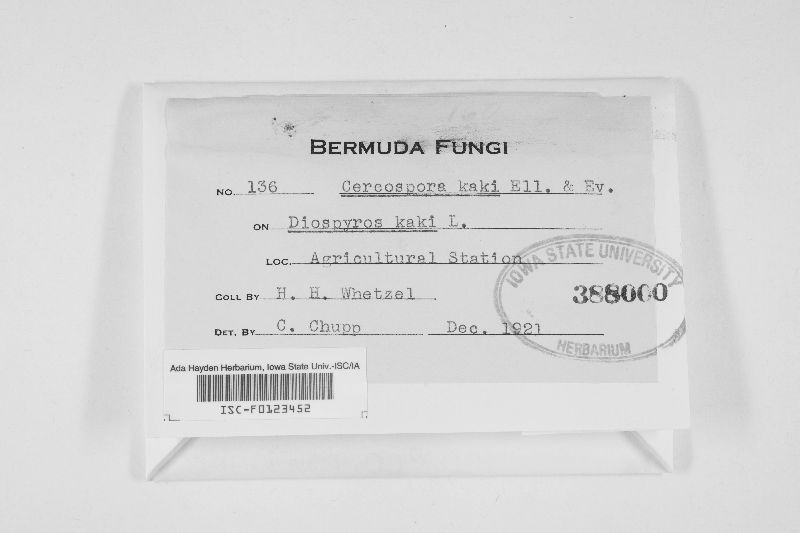 BERMUDA FUNGI
NO. 136 Cercospora kaki Ell. & Ev.
ON Diospyros kaki L.
LOC. Agricultural Station
COLL BY H. H. Whetzel
DET. BY C. Chupp Dec. 1921
IOWA STATE UNIVERSITY
388000
HERBARIUM
Ada Hayden Herbarium, Iowa State Univ.-ISC/IA
ISC-F0123452